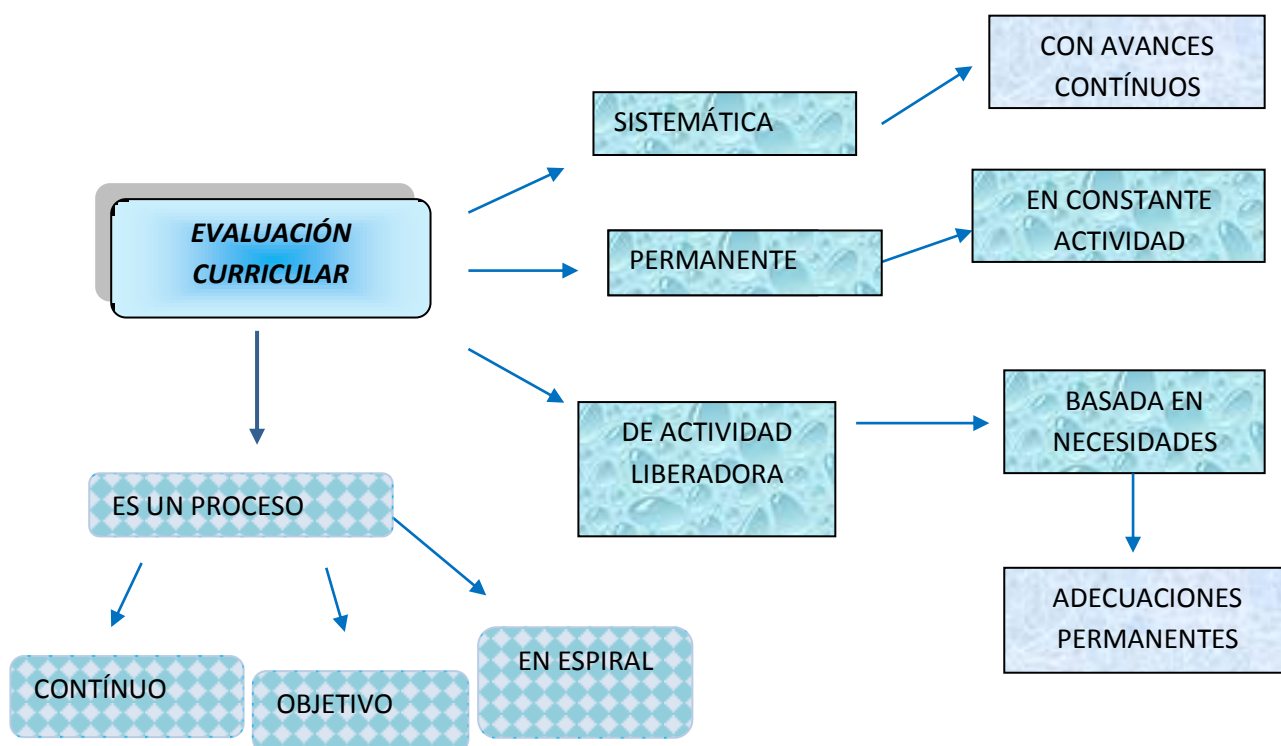 CON AVANCES
CONTÍNUOS
SISTEMÁTICA
EN CONSTANTE
ACTIVIDAD
EVALUACIÓN
CURRICULAR
PERMANENTE
BASADA EN
NECESIDADES
DE ACTIVIDAD
LIBERADORA
ES UN PROCESO
ADECUACIONES
PERMANENTES
EN ESPIRAL
CONTÍNUO
OBJETIVO